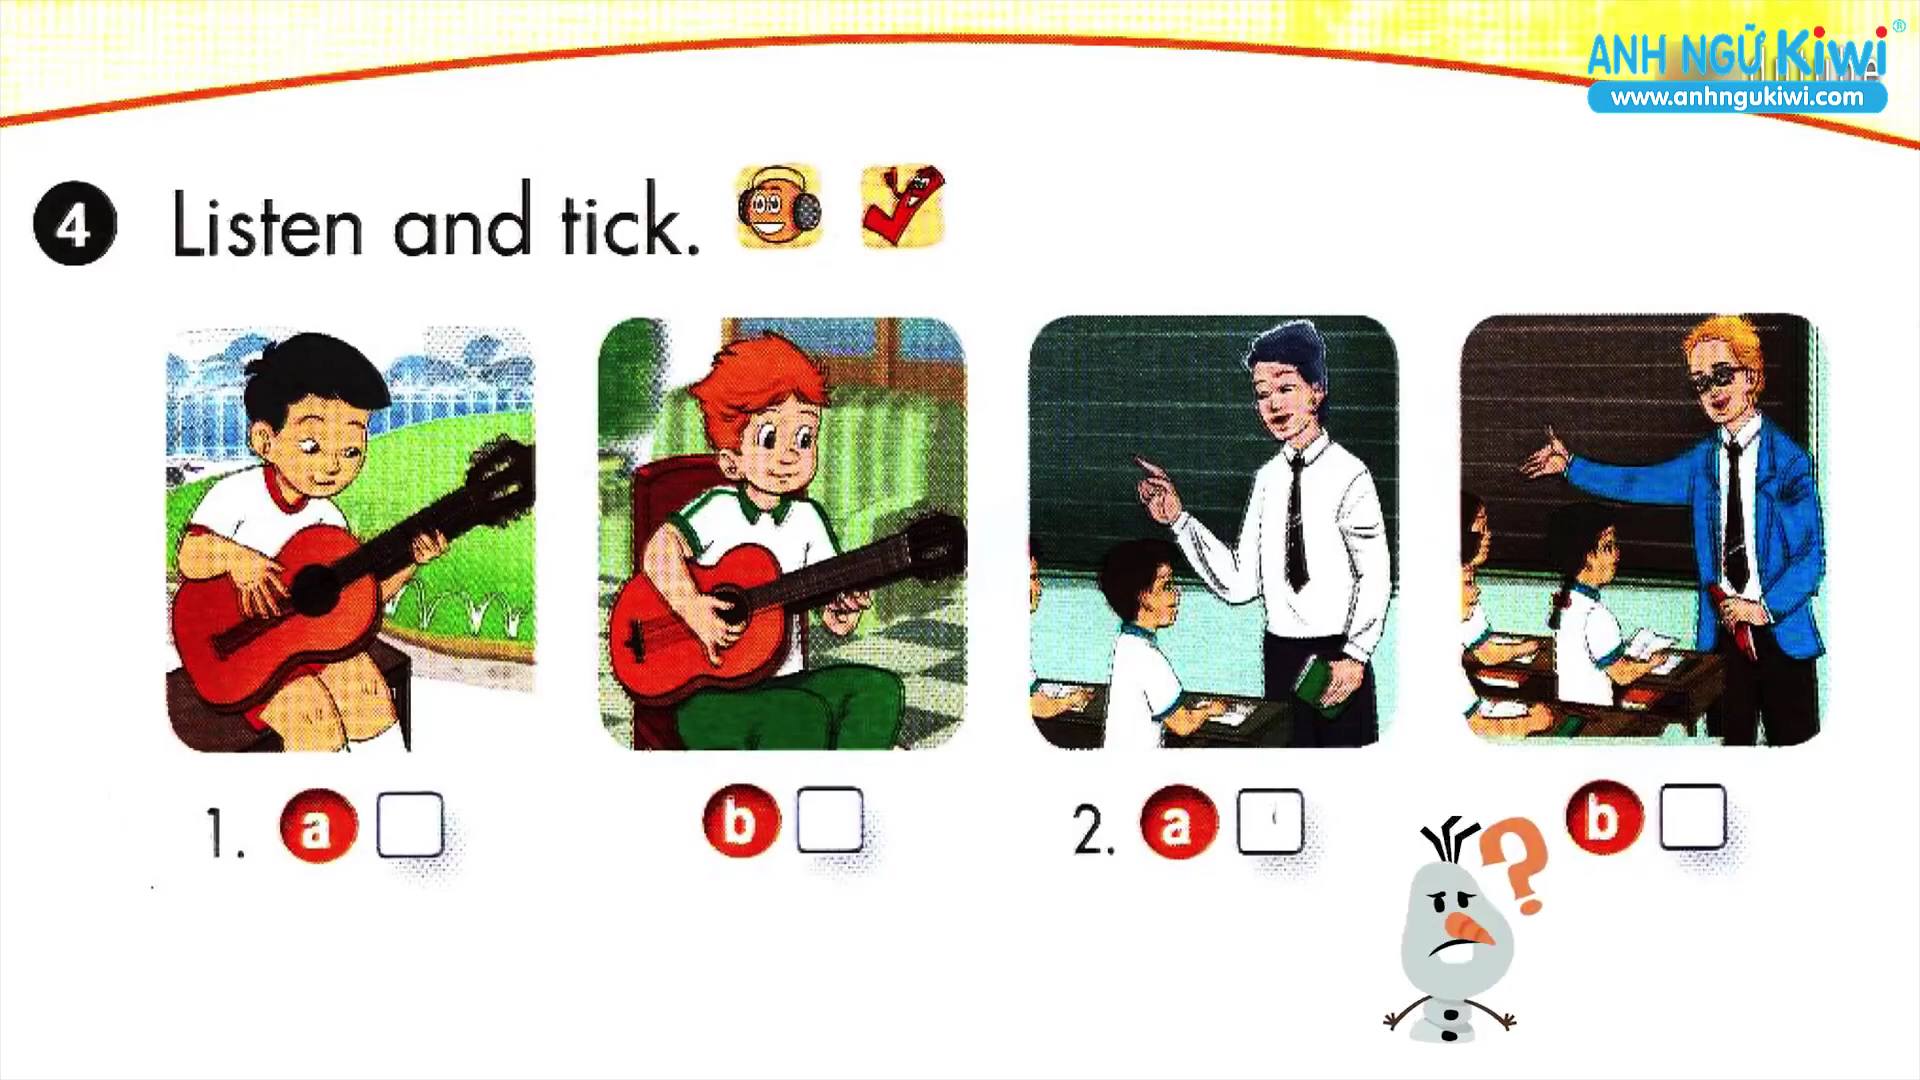 ANH NGỮ Kiwi®
www.anhngukiwi.com
4 Listen and tick.
1. a b 2. a b
?